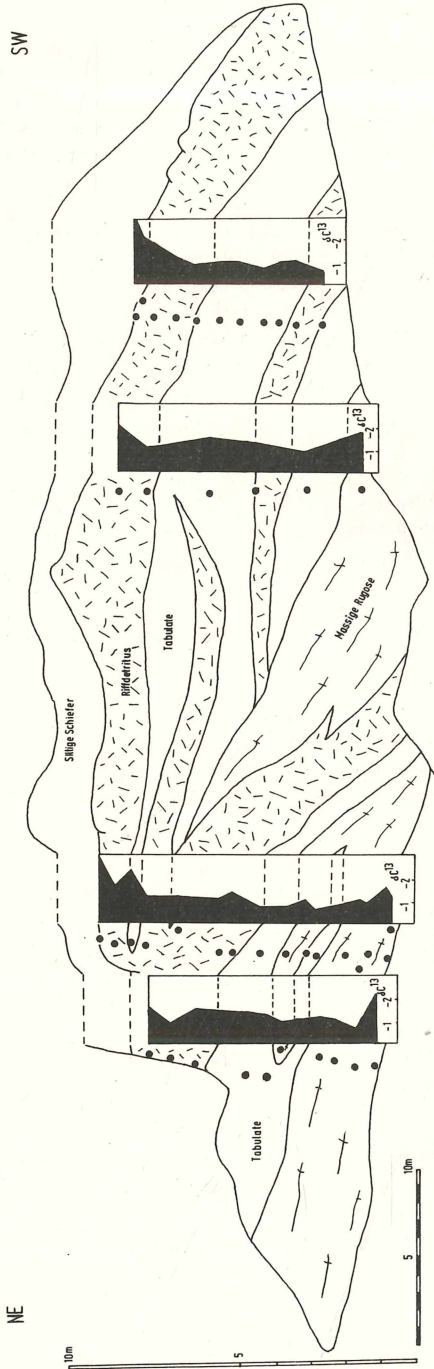 NE
SW
Siltige Schiefer
Riffdetritus
Tabulate
Massige Rugose
Tabulate
-1 -2 δC13
-1 -2 δC13
-1 -2 δC13
-1 -2 δC13
10m
5
5
10m